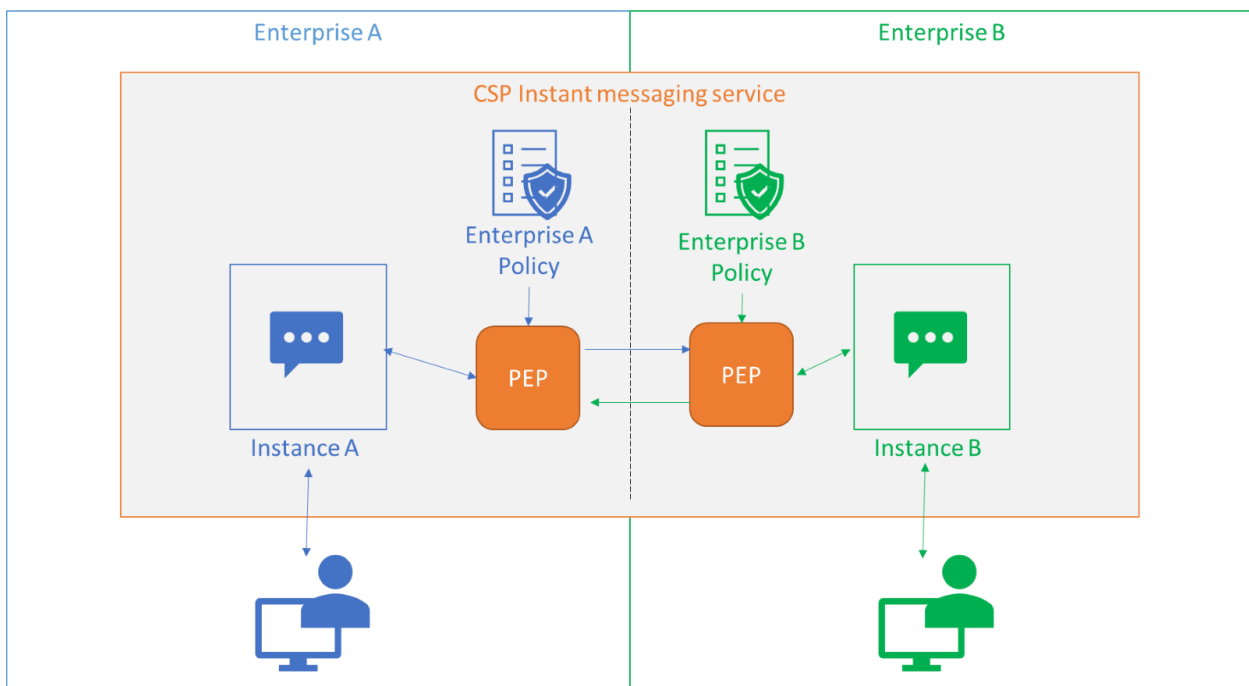 Enterprise A
Enterprise B
CSP Instant messaging service
Enterprise A
Policy
Enterprise B
Policy
PEP
PEP
Instance A
Instance B